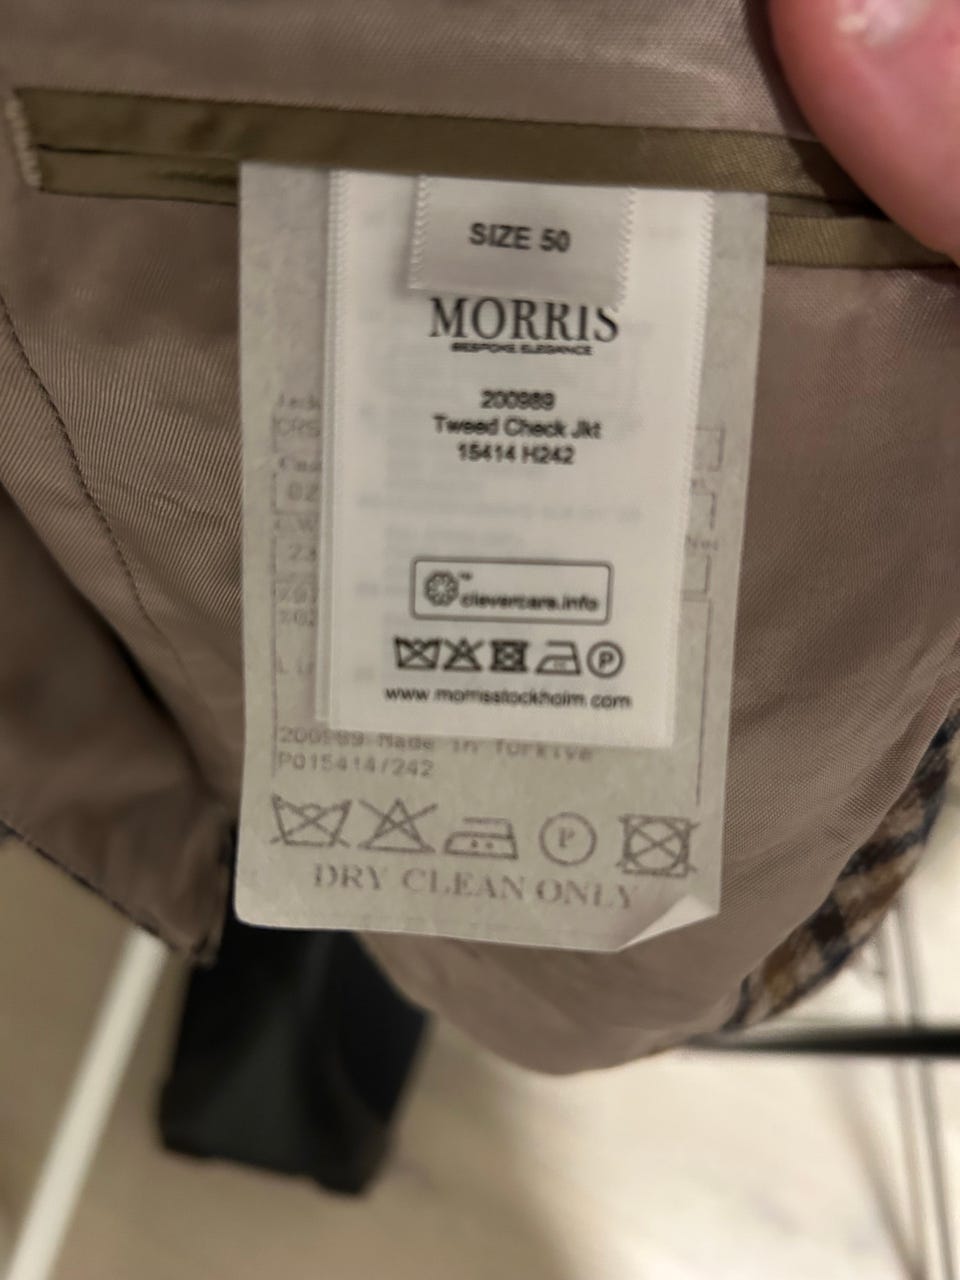 SIZE 50
MORRIS
BESPOKE ELEGANCE
200989
Tweed Check Jkt
15414 H242
clevercare.info
P
www.morrisstockholm.com
200989 Made in Türkiye
P015414/242
P
DRY CLEAN ONLY